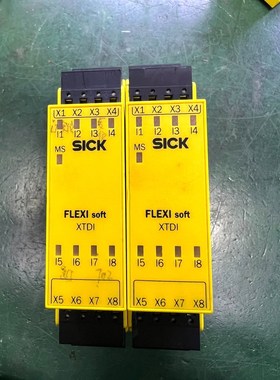 X1 X2 X3 X4
I1 I2 I3 I4
SICK
MS
FLEXI soft
XTDI
I5 I6 I7 I8
X5 X6 X7 X8
X1 X2 X3 X4
I1 I2 I3 I4
SICK
MS
FLEXI soft
XTDI
I5 I6 I7 I8
X5 X6 X7 X8